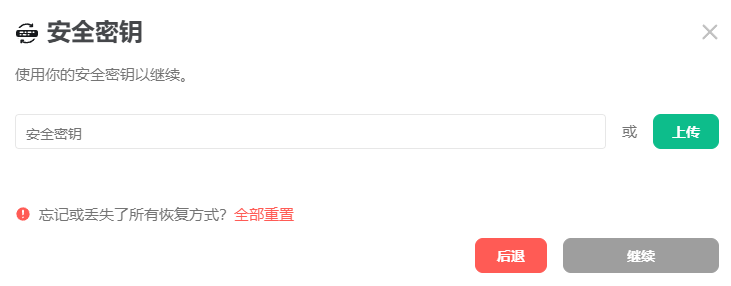 安全密钥
使用你的安全密钥以继续。
安全密钥 或 上传
忘记或丢失了所有恢复方式？全部重置
后退 继续